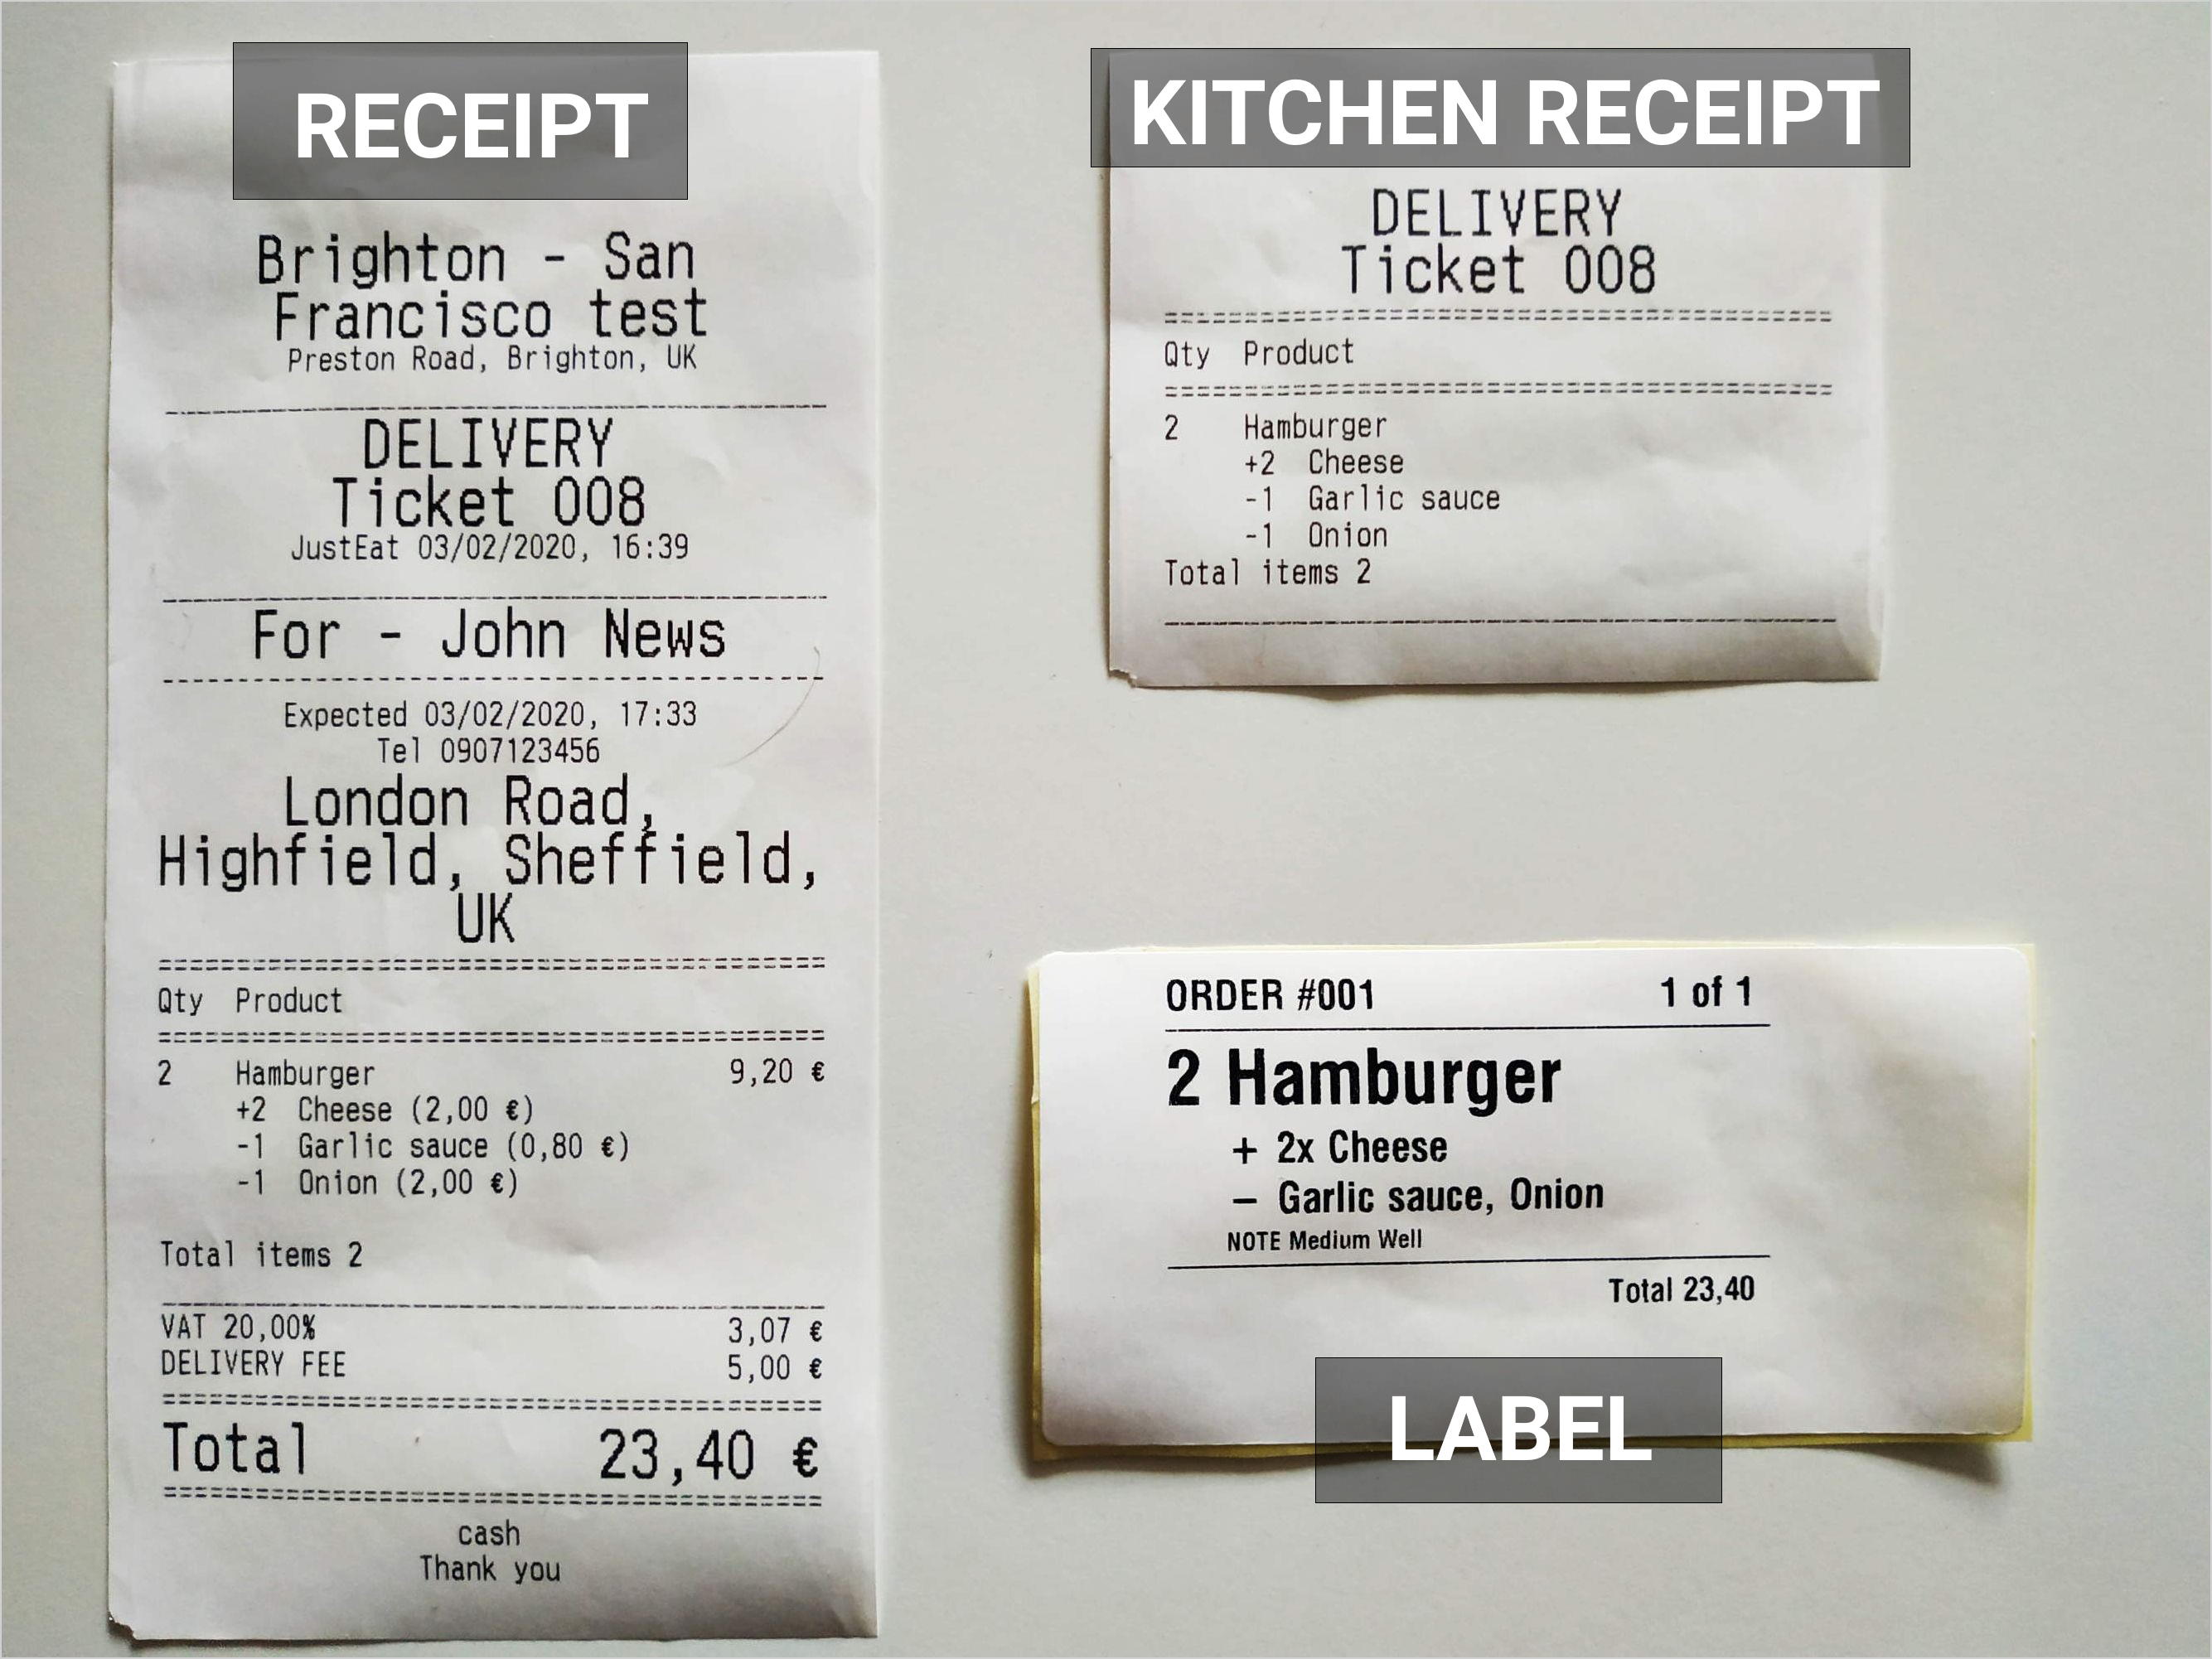 RECEIPT
Brighton - San
Francisco test
Preston Road, Brighton, UK
DELIVERY
Ticket 008
JustEat 03/02/2020, 16:39
For - John News
Expected 03/02/2020, 17:33
Tel 0907123456
London Road,
Highfield, Sheffield,
UK
Qty Product
2 Hamburger 9,20 €
+2 Cheese (2,00 €)
-1 Garlic sauce (0,80 €)
-1 Onion (2,00 €)
Total items 2
VAT 20,00% 3,07 €
DELIVERY FEE 5,00 €
Total 23,40 €
cash
Thank you
KITCHEN RECEIPT
DELIVERY
Ticket 008
Qty Product
2 Hamburger
+2 Cheese
-1 Garlic sauce
-1 Onion
Total items 2
ORDER #001 1 of 1
2 Hamburger
+ 2x Cheese
– Garlic sauce, Onion
NOTE Medium Well
Total 23,40
LABEL